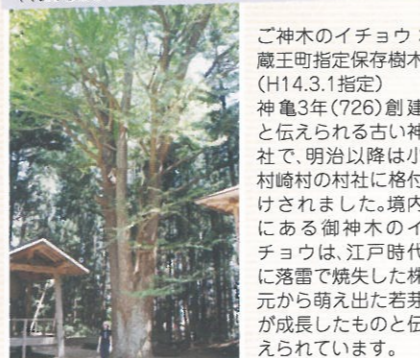 ご神木のイチョウ
蔵王町指定保存樹木
(H14.3.1指定)
神亀3年(726)創建
と伝えられる古い神
社で、明治以降は小
村崎村の村社に格付
けされました。境内
にある御神木のイ
チョウは、江戸時代
に落雷で焼失した株
元から萌え出た若芽
が成長したものと伝
えられています。